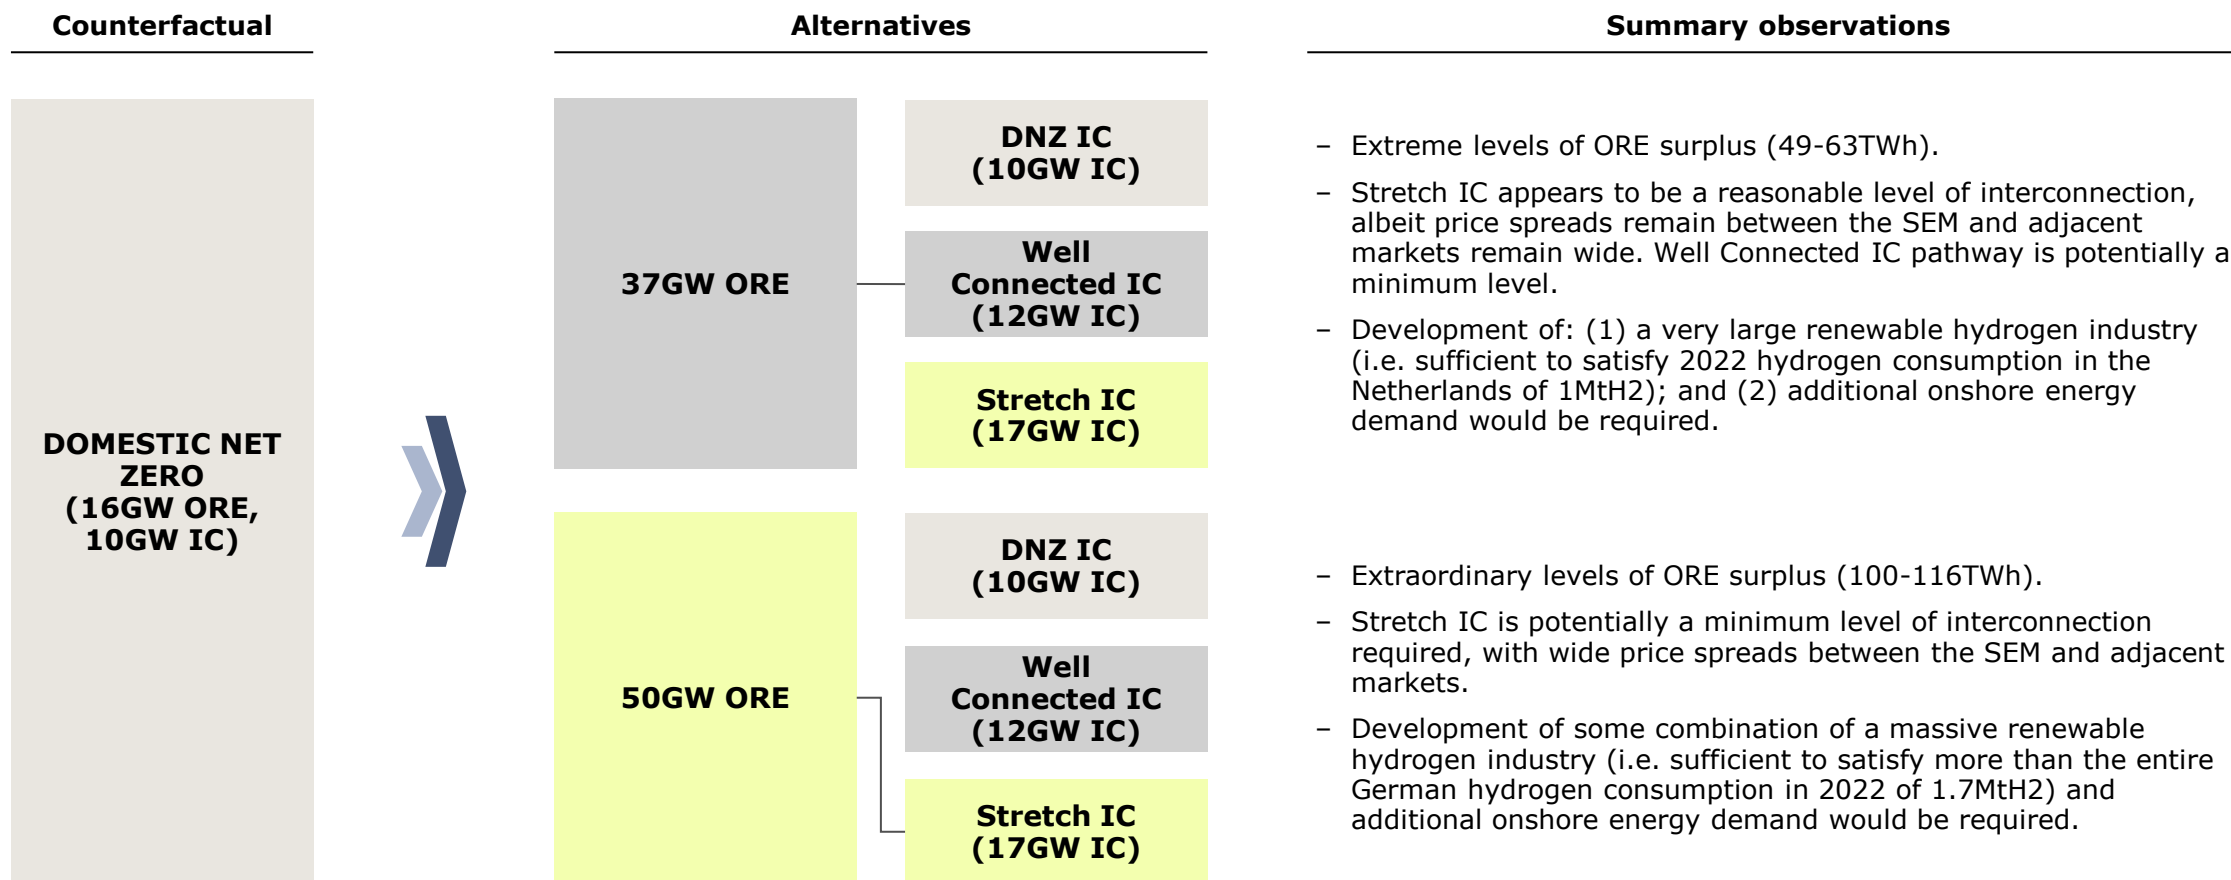 Counterfactual
Alternatives
Summary observations
DOMESTIC NET
ZERO
(16GW ORE,
10GW IC)
37GW ORE
DNZ IC
(10GW IC)
Well
Connected IC
(12GW IC)
Stretch IC
(17GW IC)
– Extreme levels of ORE surplus (49-63TWh).
– Stretch IC appears to be a reasonable level of interconnection,
albeit price spreads remain between the SEM and adjacent
markets remain wide. Well Connected IC pathway is potentially a
minimum level.
– Development of: (1) a very large renewable hydrogen industry
(i.e. sufficient to satisfy 2022 hydrogen consumption in the
Netherlands of 1MtH2); and (2) additional onshore energy
demand would be required.
50GW ORE
DNZ IC
(10GW IC)
Well
Connected IC
(12GW IC)
Stretch IC
(17GW IC)
– Extraordinary levels of ORE surplus (100-116TWh).
– Stretch IC is potentially a minimum level of interconnection
required, with wide price spreads between the SEM and adjacent
markets.
– Development of some combination of a massive renewable
hydrogen industry (i.e. sufficient to satisfy more than the entire
German hydrogen consumption in 2022 of 1.7MtH2) and
additional onshore energy demand would be required.